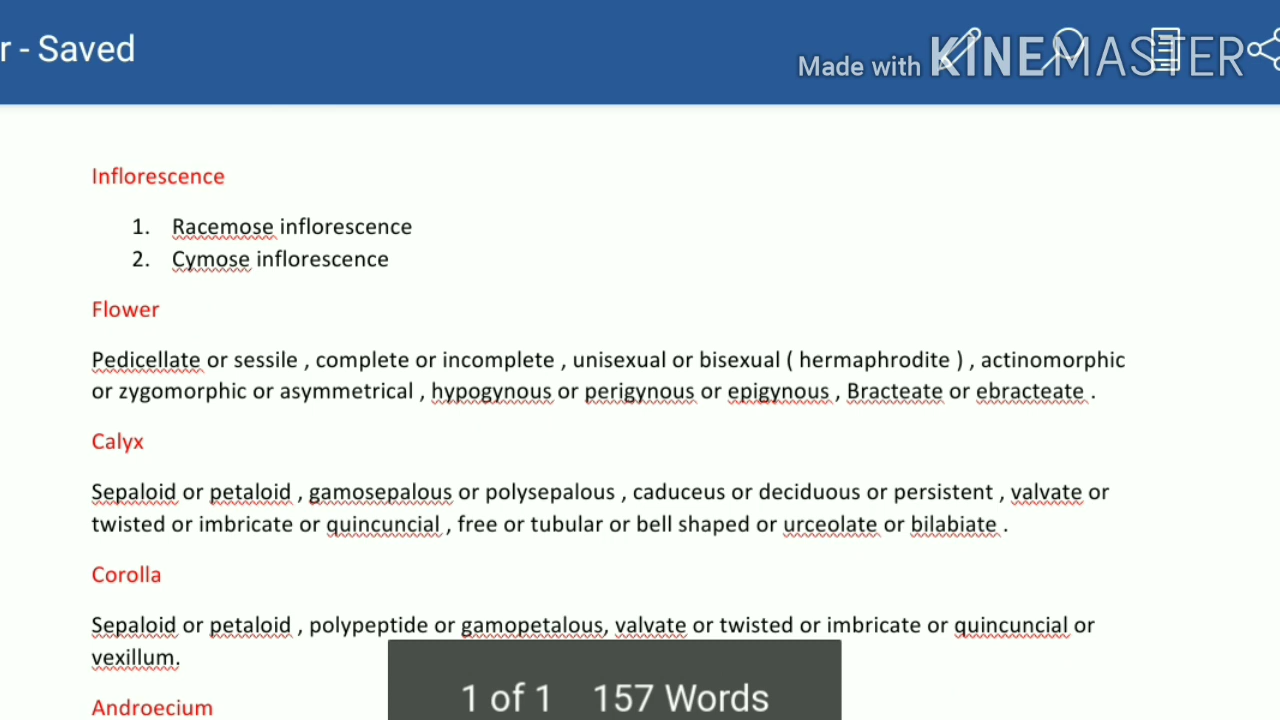 r - Saved
Made with KINEMASTER
Inflorescence
1. Racemose inflorescence
2. Cymose inflorescence
Flower
Pedicellate or sessile , complete or incomplete , unisexual or bisexual ( hermaphrodite ) , actinomorphic
or zygomorphic or asymmetrical , hypogynous or perigynous or epigynous , Bracteate or ebracteate .
Calyx
Sepaloid or petaloid , gamosepalous or polysepalous , caduceus or deciduous or persistent , valvate or
twisted or imbricate or quincuncial , free or tubular or bell shaped or urceolate or bilabiate .
Corolla
Sepaloid or petaloid , polypeptide or gamopetalous, valvate or twisted or imbricate or quincuncial or
vexillum.
Androecium
1 of 1 157 Words